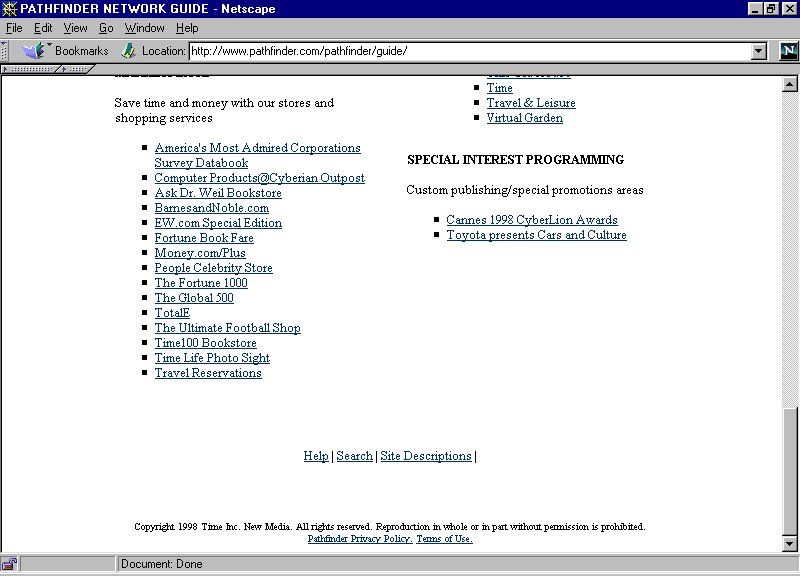 PATHFINDER NETWORK GUIDE - Netscape
File Edit View Go Window Help
Bookmarks Location: http://www.pathfinder.com/pathfinder/guide/
N
Save time and money with our stores and
shopping services
America's Most Admired Corporations
Survey Databook
Computer Products@Cyberian Outpost
Ask Dr. Weil Bookstore
BarnesandNoble.com
EW.com Special Edition
Fortune Book Fare
Money.com/Plus
People Celebrity Store
The Fortune 1000
The Global 500
TotalE
The Ultimate Football Shop
Time100 Bookstore
Time Life Photo Sight
Travel Reservations
Time
Travel & Leisure
Virtual Garden
SPECIAL INTEREST PROGRAMMING
Custom publishing/special promotions areas
Cannes 1998 CyberLion Awards
Toyota presents Cars and Culture
Help | Search | Site Descriptions |
Copyright 1998 Time Inc. New Media. All rights reserved. Reproduction in whole or in part without permission is prohibited.
Pathfinder Privacy Policy. Terms of Use.
Document: Done